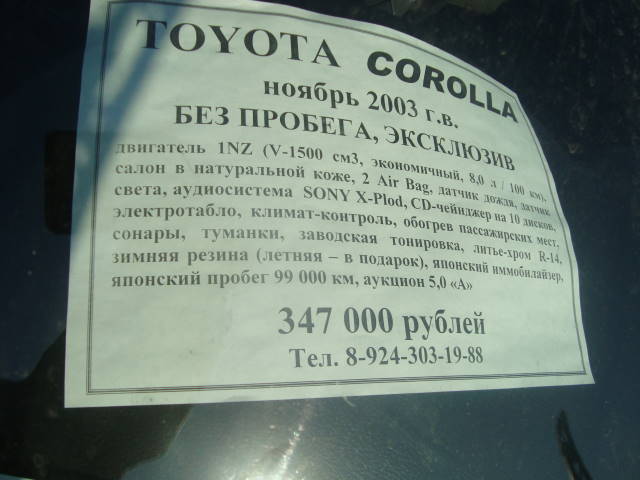 TOYOTA COROLLA
ноябрь 2003 г.в.
БЕЗ ПРОБЕГА, ЭКСКЛЮЗИВ
двигатель 1NZ (V-1500 см3, экономичный, 8,0 л / 100 км),
салон в натуральной коже, 2 Air Bag, датчик дождя, датчик
света, аудиосистема SONY X-Plod, CD-чейнджер на 10 дисков,
электротабло, климат-контроль, обогрев пассажирских мест,
сонары, туманки, заводская тонировка, литье-хром R-14,
зимняя резина (летняя – в подарок), японский иммобилайзер,
японский пробег 99 000 км, аукцион 5,0 «А»
347 000 рублей
Тел. 8-924-303-19-88